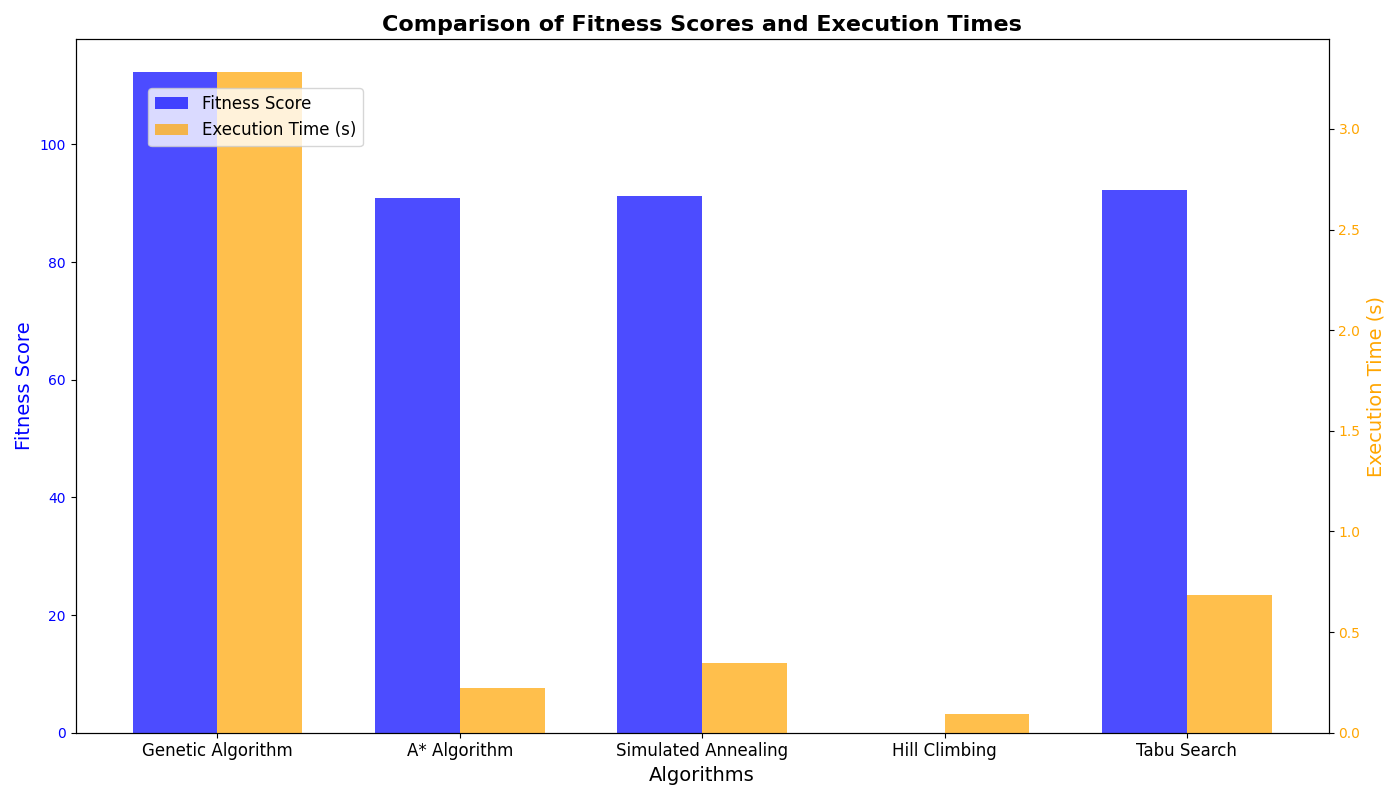 Comparison of Fitness Scores and Execution Times
Fitness Score
Execution Time (s)
100
80
60
40
20
0
Fitness Score
3.0
2.5
2.0
1.5
1.0
0.5
0.0
Execution Time (s)
Genetic Algorithm
A* Algorithm
Simulated Annealing
Hill Climbing
Tabu Search
Algorithms